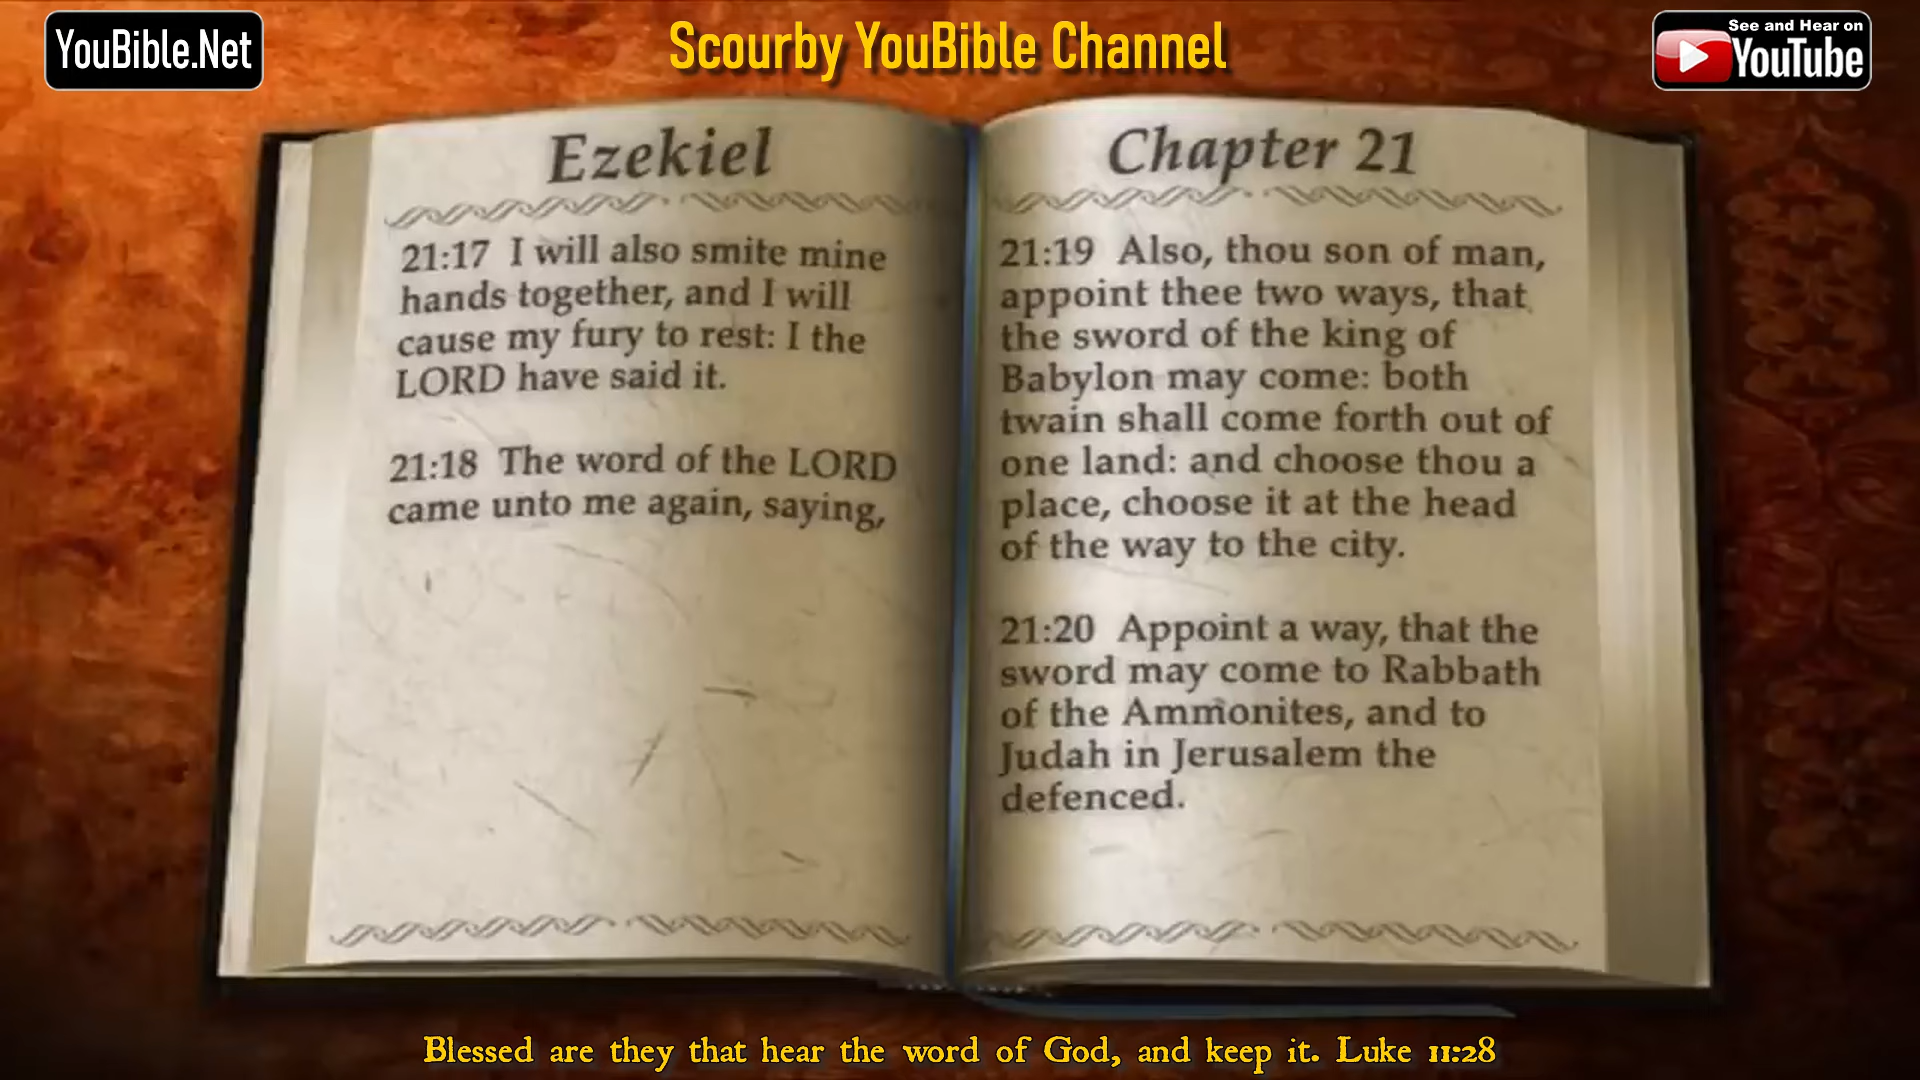 YouBible.Net
Scourby YouBible Channel
See and Hear on
YouTube
Ezekiel
21:17 I will also smite mine
hands together, and I will
cause my fury to rest: I the
LORD have said it.
21:18 The word of the LORD
came unto me again, saying,
Chapter 21
21:19 Also, thou son of man,
appoint thee two ways, that
the sword of the king of
Babylon may come: both
twain shall come forth out of
one land: and choose thou a
place, choose it at the head
of the way to the city.
21:20 Appoint a way, that the
sword may come to Rabbath
of the Ammonites, and to
Judah in Jerusalem the
defenced.
Blessed are they that hear the word of God, and keep it. Luke 11:28